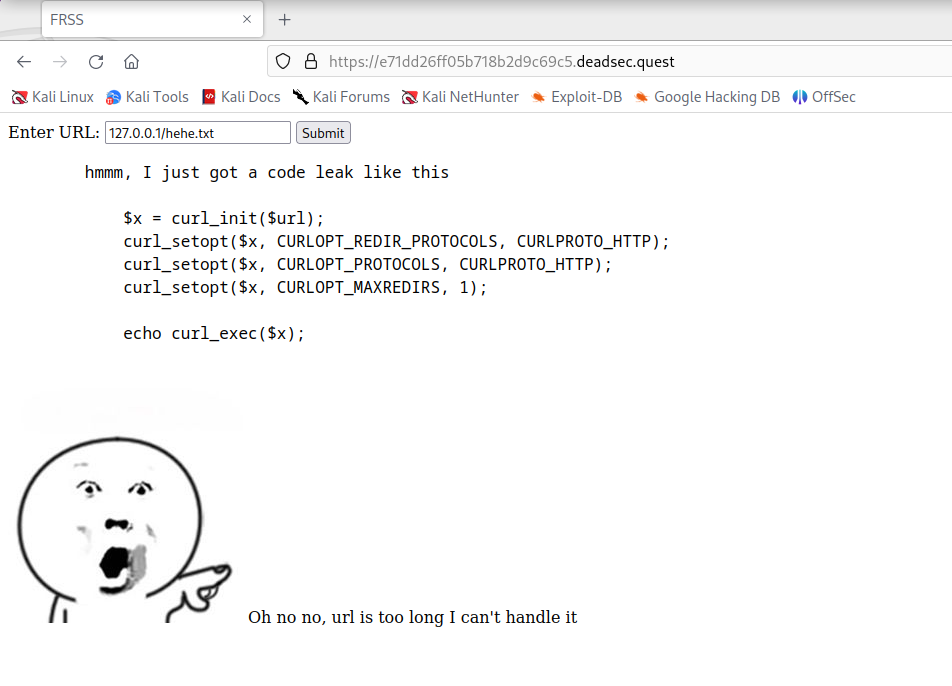 FRSS
https://e71dd26ff05b718b2d9c69c5.deadsec.quest
Kali Linux Kali Tools Kali Docs Kali Forums Kali NetHunter Exploit-DB Google Hacking DB OffSec
Enter URL: 127.0.0.1/hehe.txt Submit
hmmm, I just got a code leak like this
$x = curl_init($url);
curl_setopt($x, CURLOPT_REDIR_PROTOCOLS, CURLPROTO_HTTP);
curl_setopt($x, CURLOPT_PROTOCOLS, CURLPROTO_HTTP);
curl_setopt($x, CURLOPT_MAXREDIRS, 1);
echo curl_exec($x);
Oh no no, url is too long I can't handle it